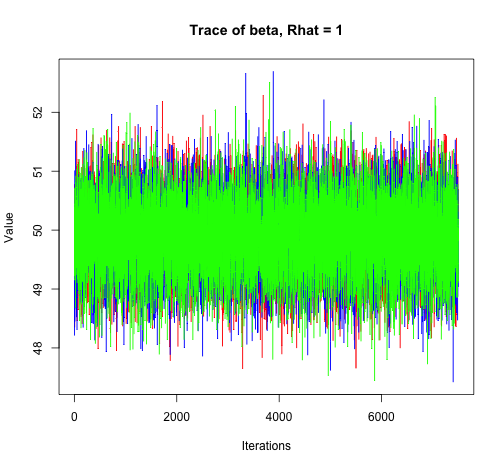 Trace of beta, Rhat = 1
Value
52
51
50
49
48
0 2000 4000 6000
Iterations